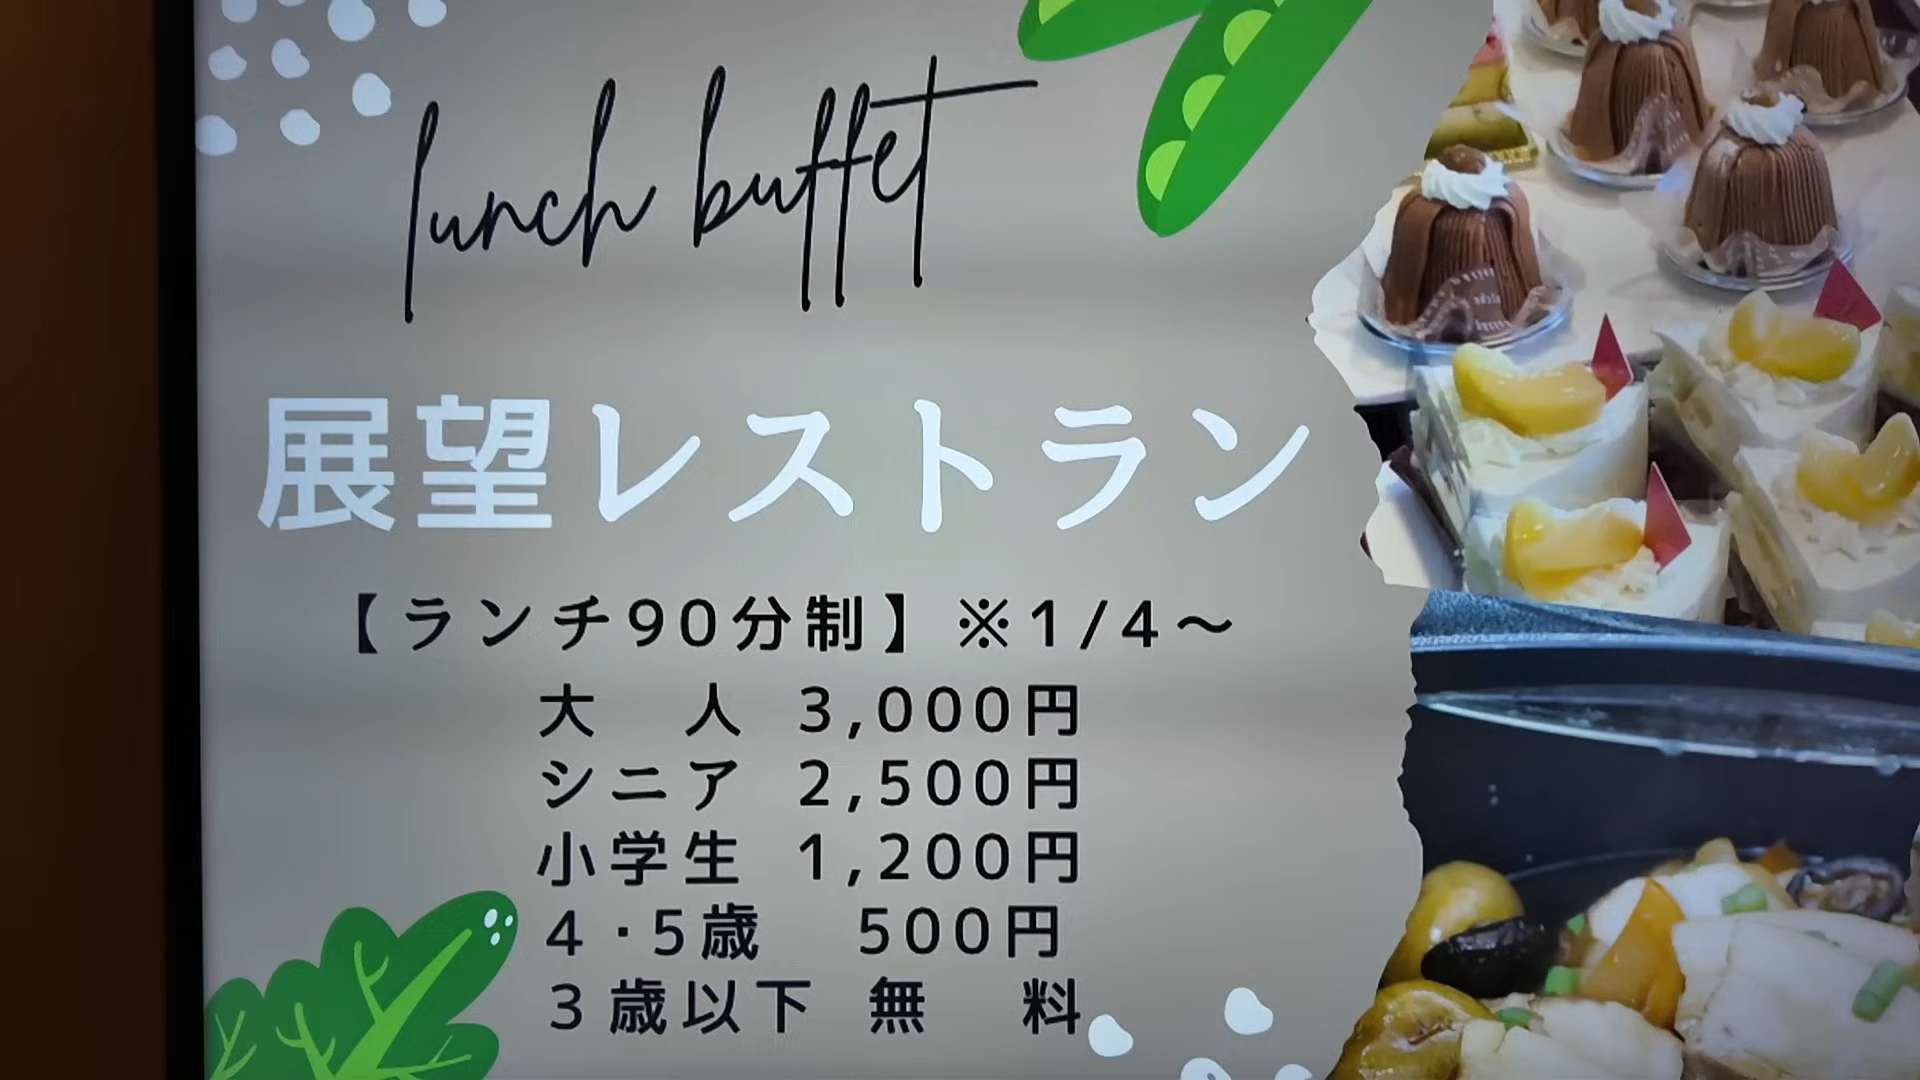 lunch buffet
展望レストラン
【ランチ90分制】※1/4～
大　人 3,000円
シニア 2,500円
小学生 1,200円
4・5歳 500円
3歳以下 無　料